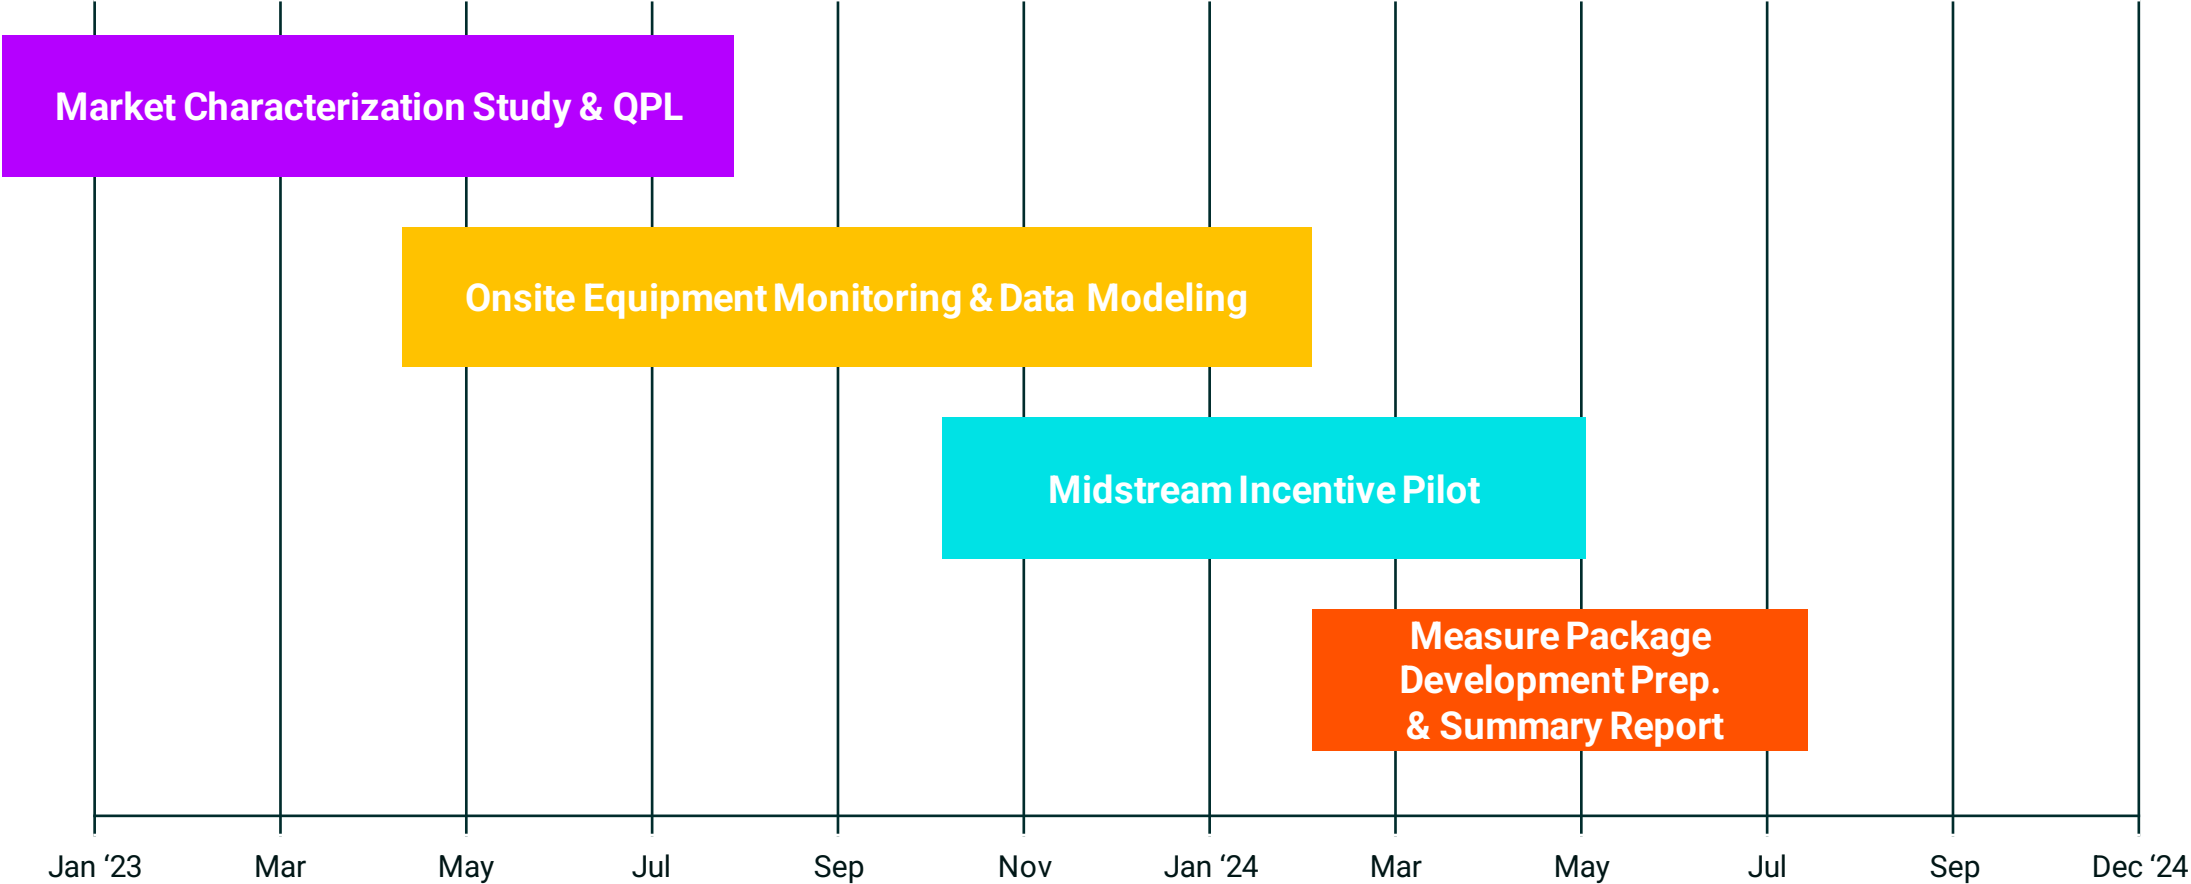 Market Characterization Study & QPL
Onsite Equipment Monitoring & Data Modeling
Midstream Incentive Pilot
Measure Package
Development Prep.
& Summary Report
Jan ‘23 Mar May Jul Sep Nov Jan ‘24 Mar May Jul Sep Dec ‘24